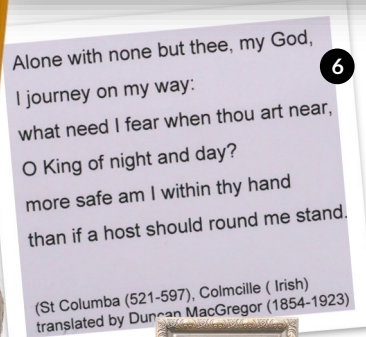 Alone with none but thee, my God,
I journey on my way:
what need I fear when thou art near,
O King of night and day?
more safe am I within thy hand
than if a host should round me stand.
(St Columba (521-597), Colmcille ( Irish)
translated by Duncan MacGregor (1854-1923)
6